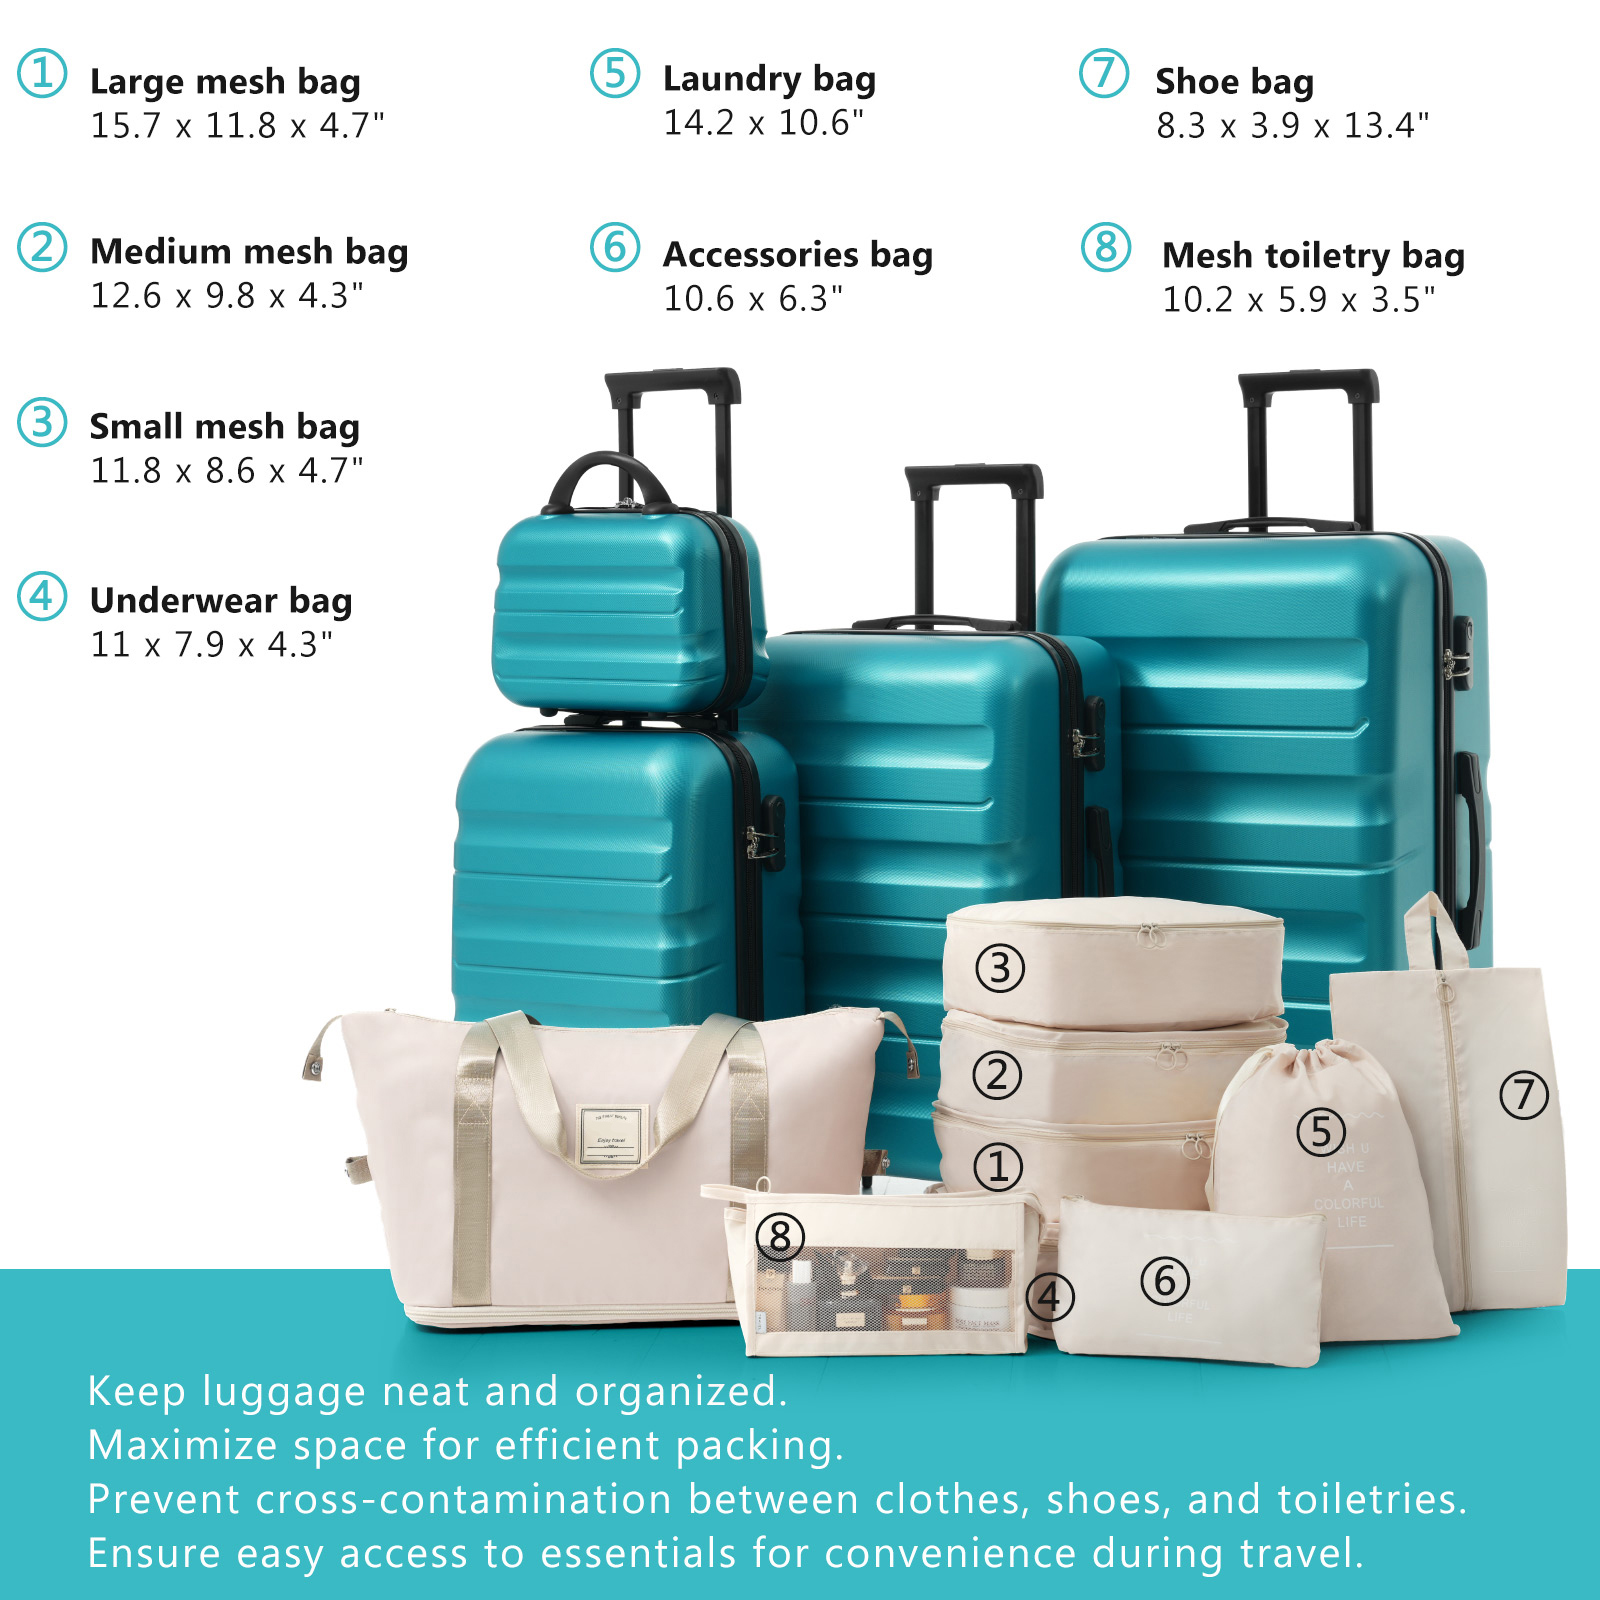 ① Large mesh bag
15.7 x 11.8 x 4.7"
② Medium mesh bag
12.6 x 9.8 x 4.3"
③ Small mesh bag
11.8 x 8.6 x 4.7"
④ Underwear bag
11 x 7.9 x 4.3"
⑤ Laundry bag
14.2 x 10.6"
⑥ Accessories bag
10.6 x 6.3"
⑦ Shoe bag
8.3 x 3.9 x 13.4"
⑧ Mesh toiletry bag
10.2 x 5.9 x 3.5"
③
②
①
⑦
⑤
U
HAVE
A
COLORFUL
LIFE
Enjoy travel
⑧
④
⑥
LIFE
Keep luggage neat and organized.
Maximize space for efficient packing.
Prevent cross-contamination between clothes, shoes, and toiletries.
Ensure easy access to essentials for convenience during travel.